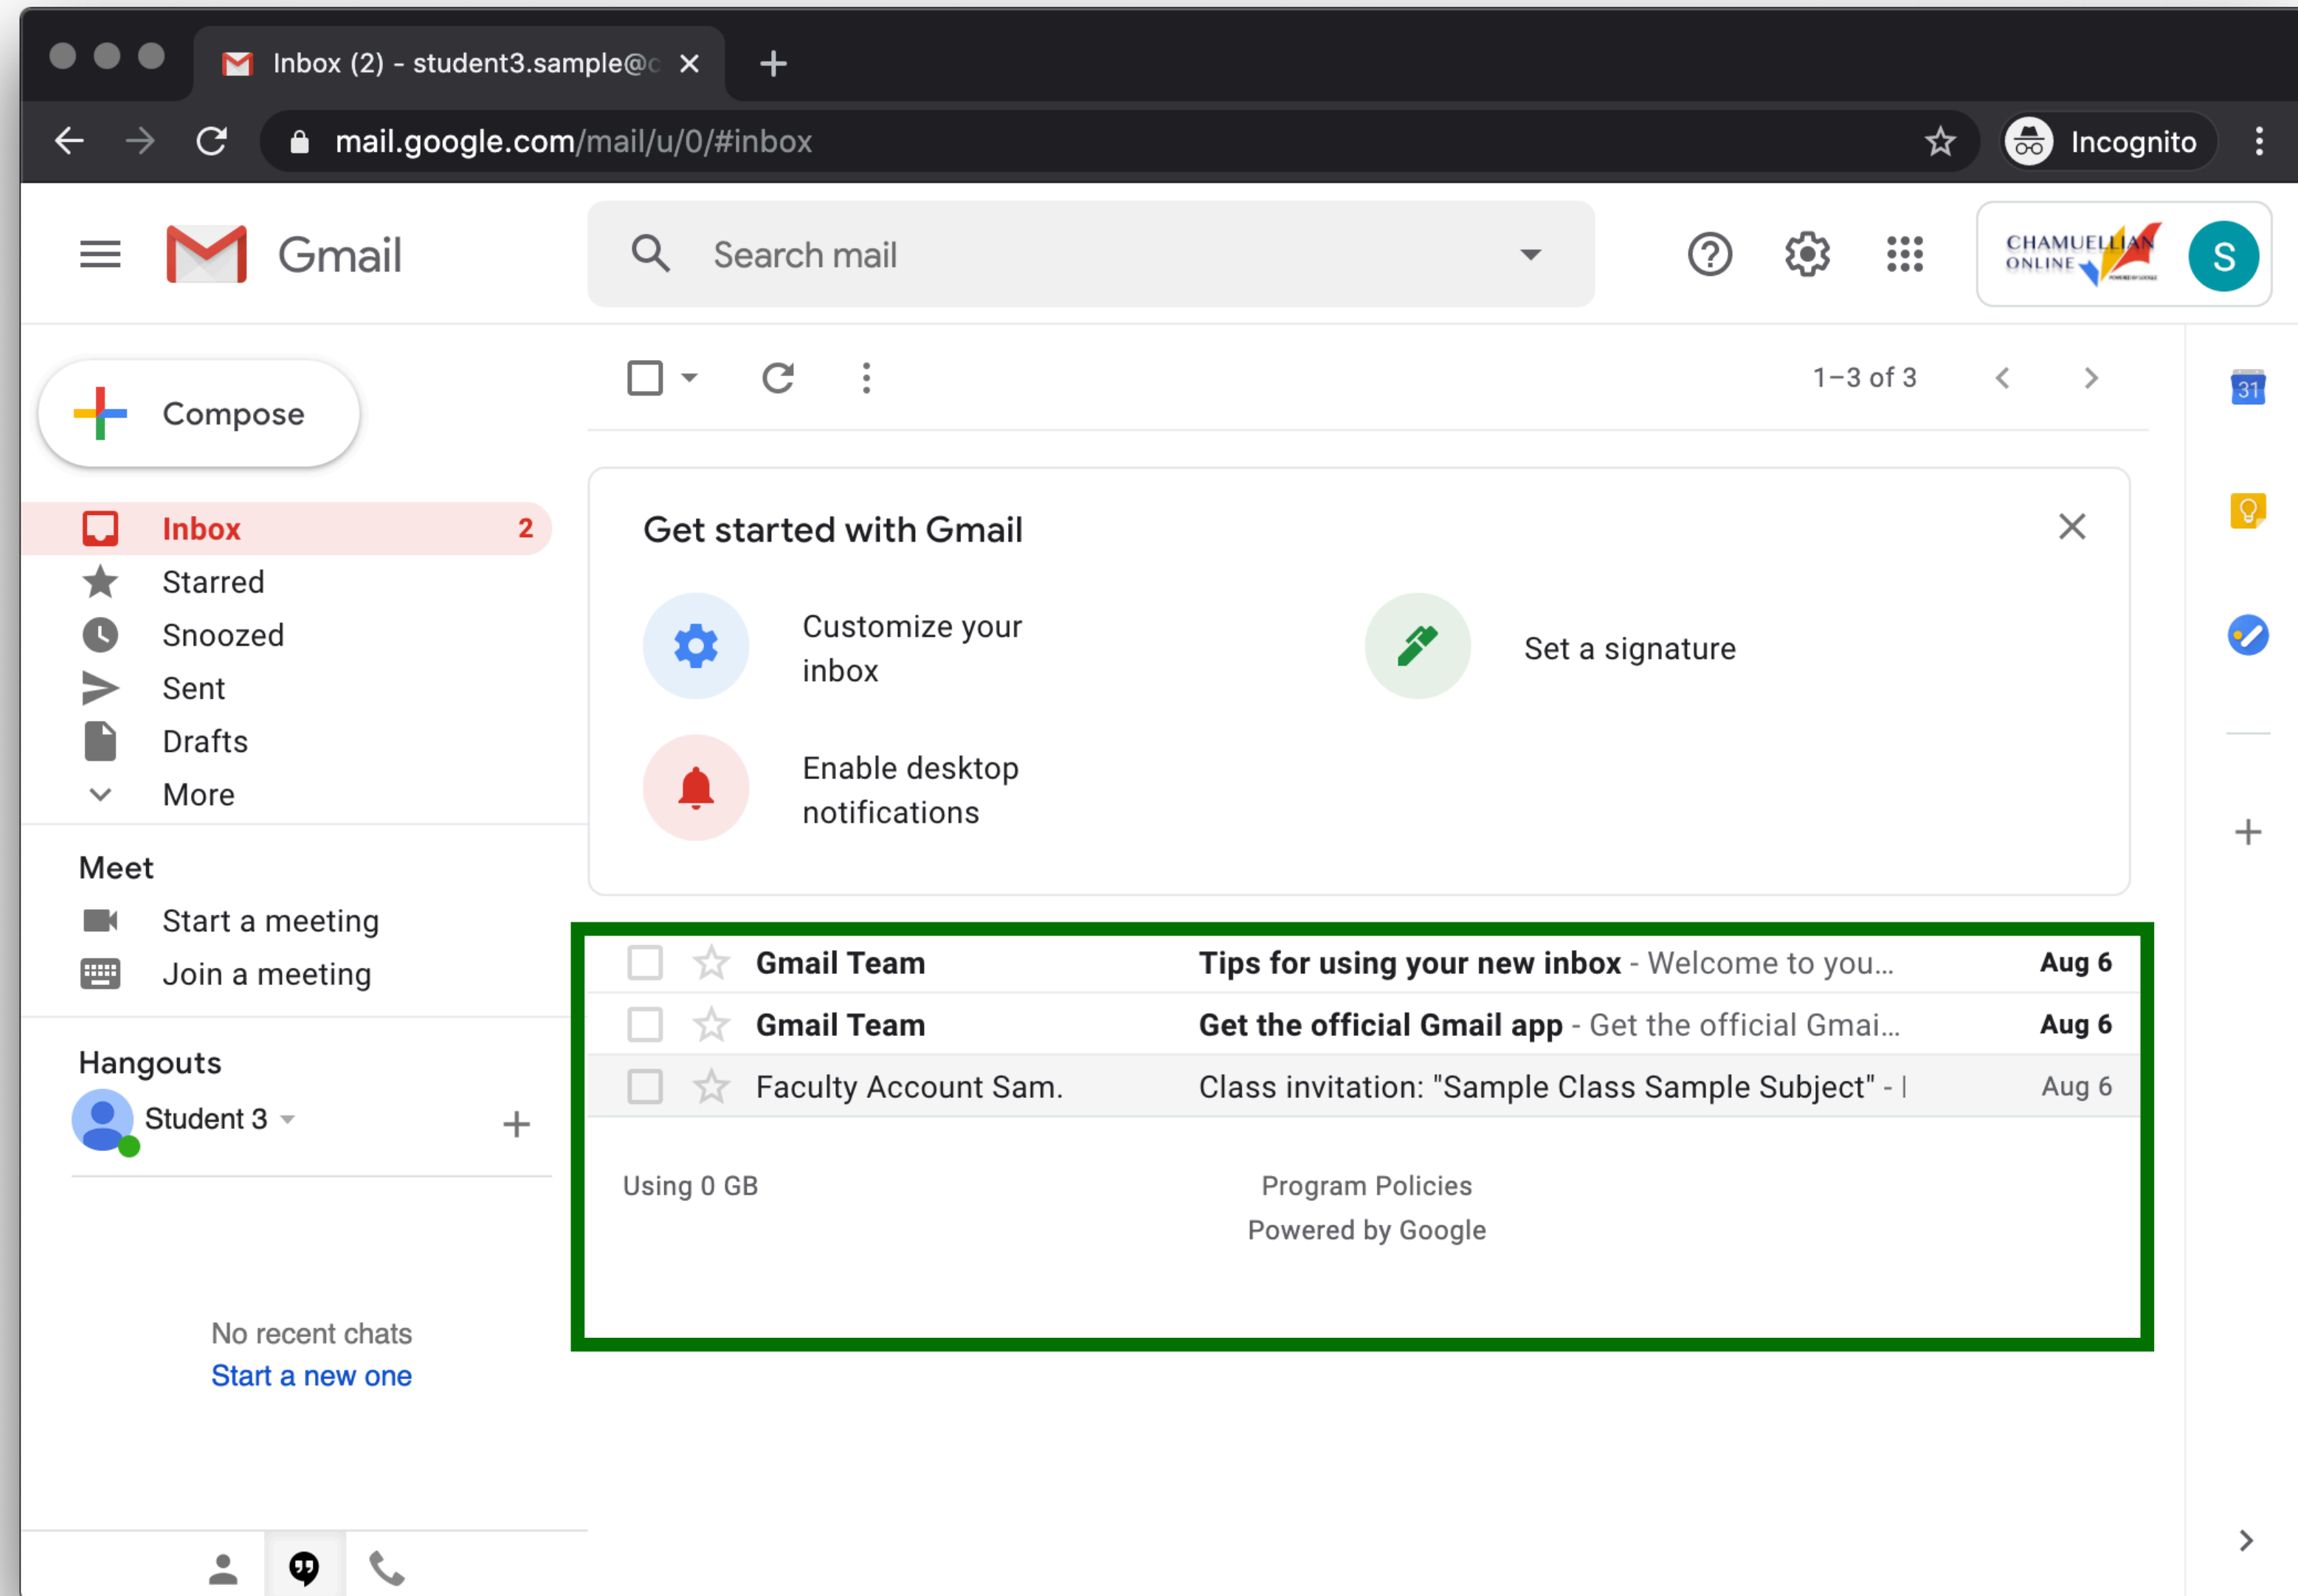 Inbox (2) - student3.sample@c
mail.google.com/mail/u/0/#inbox
Incognito
Gmail
Search mail
CHAMUELLIAN
ONLINE
S
Compose
1–3 of 3
31
Inbox 2
Starred
Snoozed
Sent
Drafts
More
Get started with Gmail
Customize your
inbox
Set a signature
Enable desktop
notifications
Meet
Start a meeting
Join a meeting
Hangouts
Student 3
No recent chats
Start a new one
Gmail Team Tips for using your new inbox - Welcome to you... Aug 6
Gmail Team Get the official Gmail app - Get the official Gmai... Aug 6
Faculty Account Sam. Class invitation: "Sample Class Sample Subject" - Aug 6
Using 0 GB
Program Policies
Powered by Google